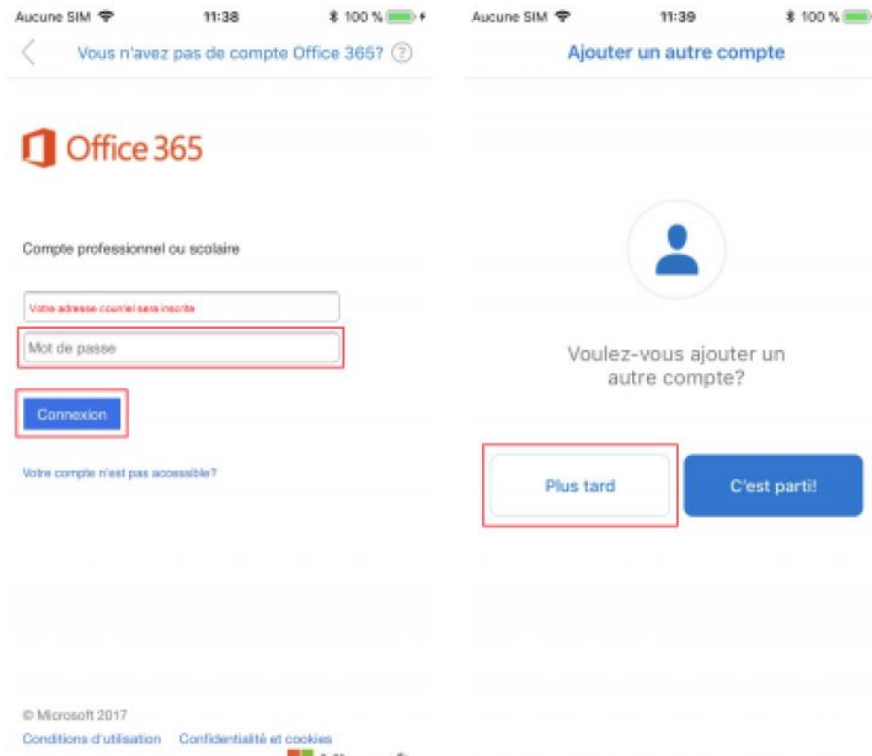 Aucune SIM 11:38 100 %
Vous n'avez pas de compte Office 365? ?
Office 365
Compte professionnel ou scolaire
Votre adresse courriel sera inscrite
Mot de passe
Connexion
Votre compte n'est pas accessible?
© Microsoft 2017
Conditions d'utilisation Confidentialité et cookies
Aucune SIM 11:39 100 %
Ajouter un autre compte
Voulez-vous ajouter un
autre compte?
Plus tard
C'est parti!